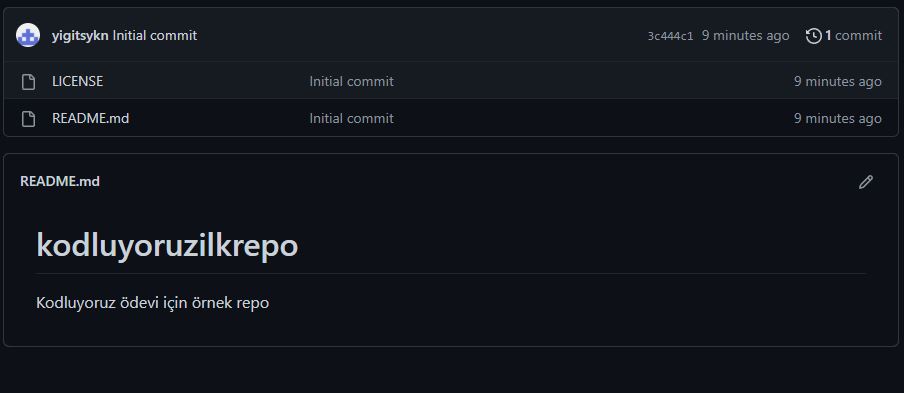 yigitsykn Initial commit 3c444c1 9 minutes ago 1 commit
LICENSE Initial commit 9 minutes ago
README.md Initial commit 9 minutes ago
README.md
kodluyoruzilkrepo
Kodluyoruz ödevi için örnek repo